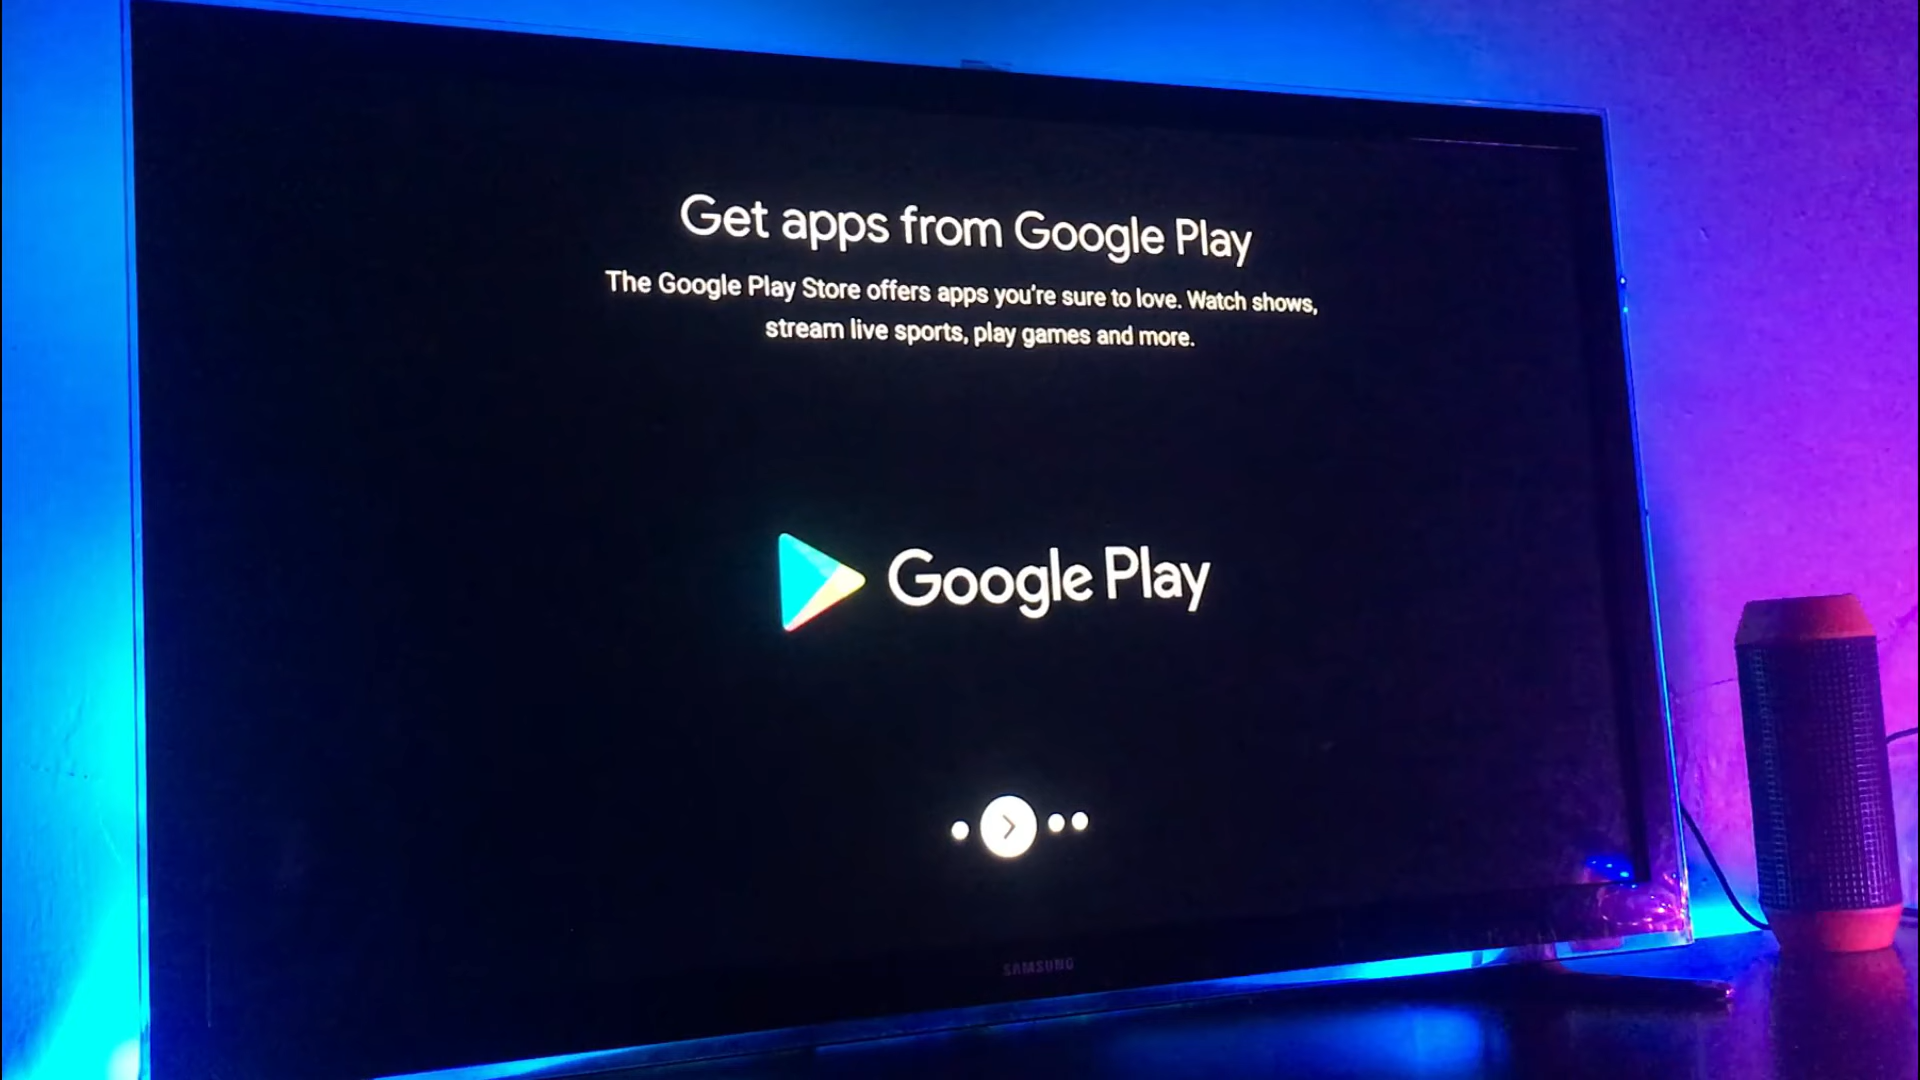 Get apps from Google Play
The Google Play Store offers apps you're sure to love. Watch shows,
stream live sports, play games and more.
Google Play
SAMSUNG